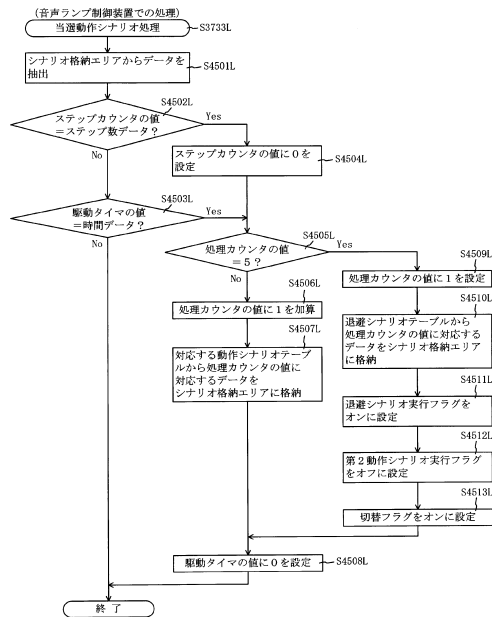 (音声ランプ制御装置での処理)
当選動作シナリオ処理
S3733L
シナリオ格納エリアからデータを
抽出
S4501L
S4502L
ステップカウンタの値
＝ステップ数データ？
Yes
No
ステップカウンタの値に0を
設定
S4504L
S4503L
駆動タイマの値
＝時間データ？
Yes
No
S4505L
処理カウンタの値
＝5？
Yes
No
S4506L
処理カウンタの値に1を加算
S4507L
対応する動作シナリオテーブ
ルから処理カウンタの値に
対応するデータを
シナリオ格納エリアに格納
S4509L
処理カウンタの値に1を設定
S4510L
退避シナリオテーブルから
処理カウンタの値に対応する
データをシナリオ格納エリア
に格納
S4511L
退避シナリオ実行フラグを
オンに設定
S4512L
第2動作シナリオ実行フラグ
をオフに設定
S4513L
切替フラグをオンに設定
駆動タイマの値に0を設定
S4508L
終了